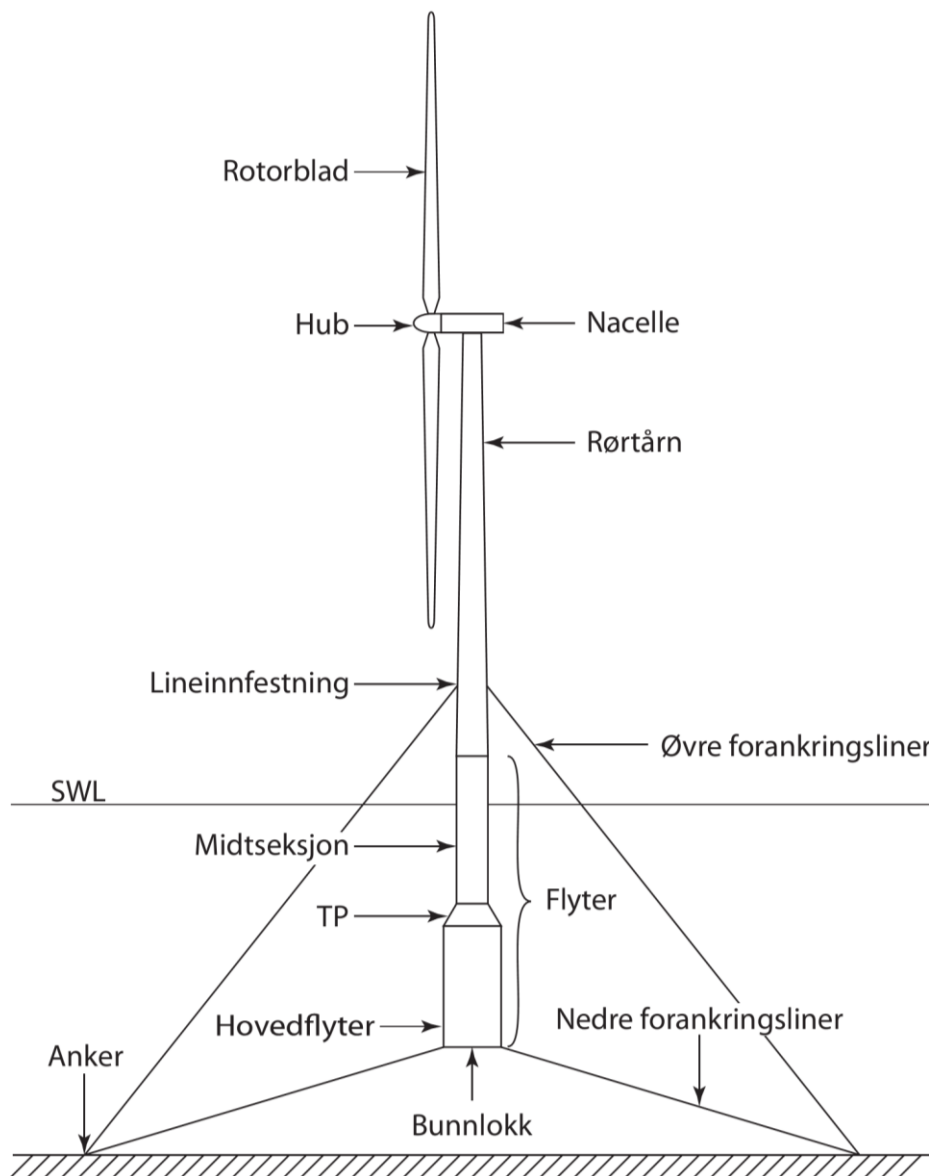 Rotorblad
Hub
Nacelle
Rørtårn
Lineinnfestning
Øvre forankringsliner
SWL
Midtseksjon
Flyter
TP
Hovedflyter
Nedre forankringsliner
Anker
Bunnlokk